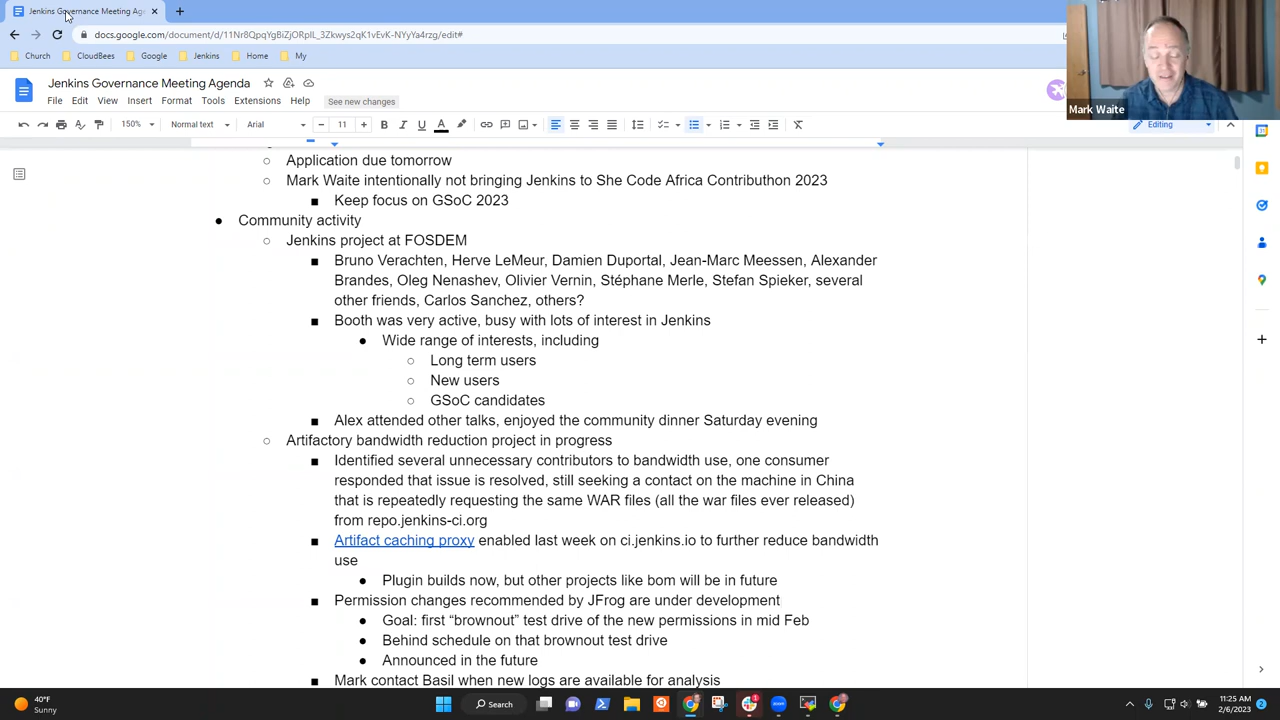 Jenkins Governance Meeting Age
docs.google.com/document/d/11Nr8QpqYgBiZjORpIL_3Zkwys2qK1vEvK-NYyYa4rzg/edit#
Church CloudBees Google Jenkins Home My
Jenkins Governance Meeting Agenda
File Edit View Insert Format Tools Extensions Help See new changes
Mark Waite
150% Normal text Arial 11 Editing
Application due tomorrow
Mark Waite intentionally not bringing Jenkins to She Code Africa Contributhon 2023
Keep focus on GSoC 2023
Community activity
Jenkins project at FOSDEM
Bruno Verachten, Herve LeMeur, Damien Duportal, Jean-Marc Meessen, Alexander
Brandes, Oleg Nenashev, Olivier Vernin, Stéphane Merle, Stefan Spieker, several
other friends, Carlos Sanchez, others?
Booth was very active, busy with lots of interest in Jenkins
Wide range of interests, including
Long term users
New users
GSoC candidates
Alex attended other talks, enjoyed the community dinner Saturday evening
Artifactory bandwidth reduction project in progress
Identified several unnecessary contributors to bandwidth use, one consumer
responded that issue is resolved, still seeking a contact on the machine in China
that is repeatedly requesting the same WAR files (all the war files ever released)
from repo.jenkins-ci.org
Artifact caching proxy enabled last week on ci.jenkins.io to further reduce bandwidth
use
Plugin builds now, but other projects like bom will be in future
Permission changes recommended by JFrog are under development
Goal: first “brownout” test drive of the new permissions in mid Feb
Behind schedule on that brownout test drive
Announced in the future
Mark contact Basil when new logs are available for analysis
40°F
Sunny
Search
11:25 AM
2/6/2023